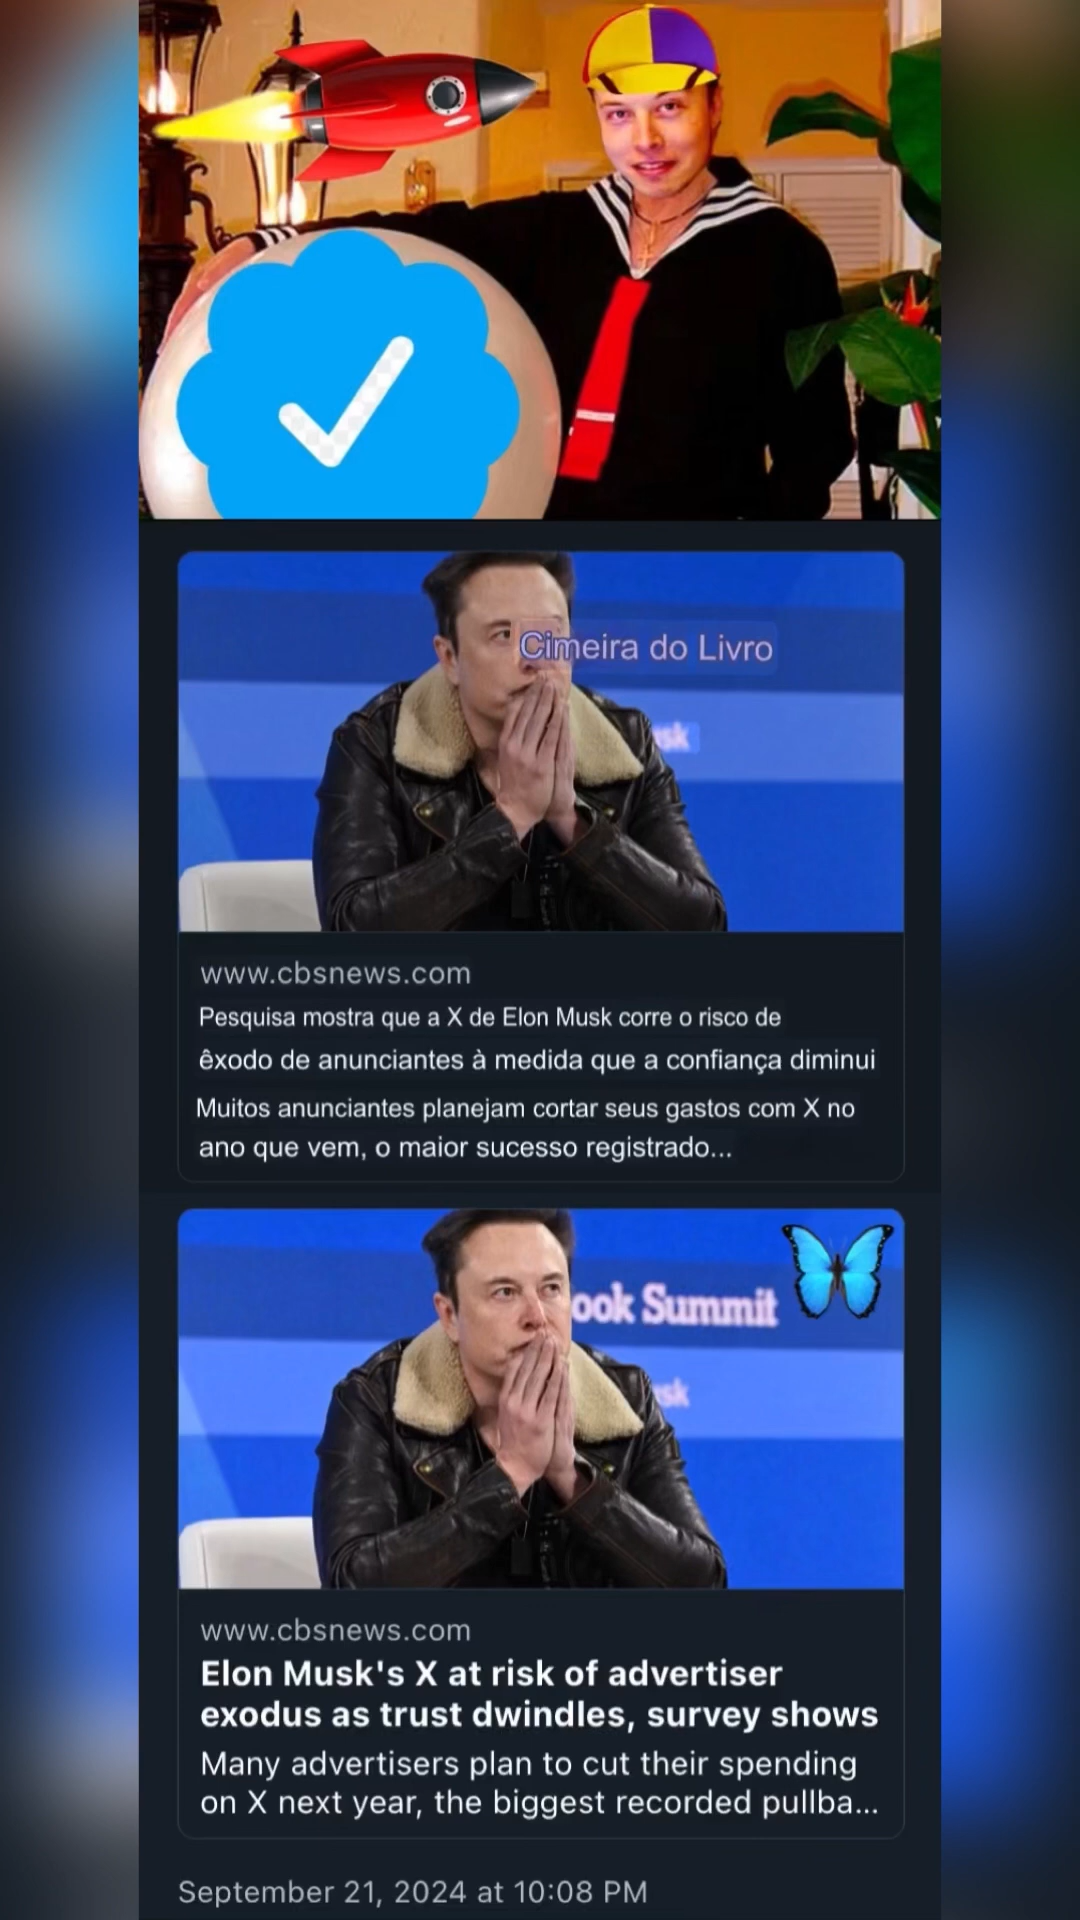 Cimeira do Livro
sk
www.cbsnews.com
Pesquisa mostra que a X de Elon Musk corre o risco de
êxodo de anunciantes à medida que a confiança diminui
Muitos anunciantes planejam cortar seus gastos com X no
ano que vem, o maior sucesso registrado...
ook Summit
sk
www.cbsnews.com
Elon Musk's X at risk of advertiser
exodus as trust dwindles, survey shows
Many advertisers plan to cut their spending
on X next year, the biggest recorded pullba...
September 21, 2024 at 10:08 PM